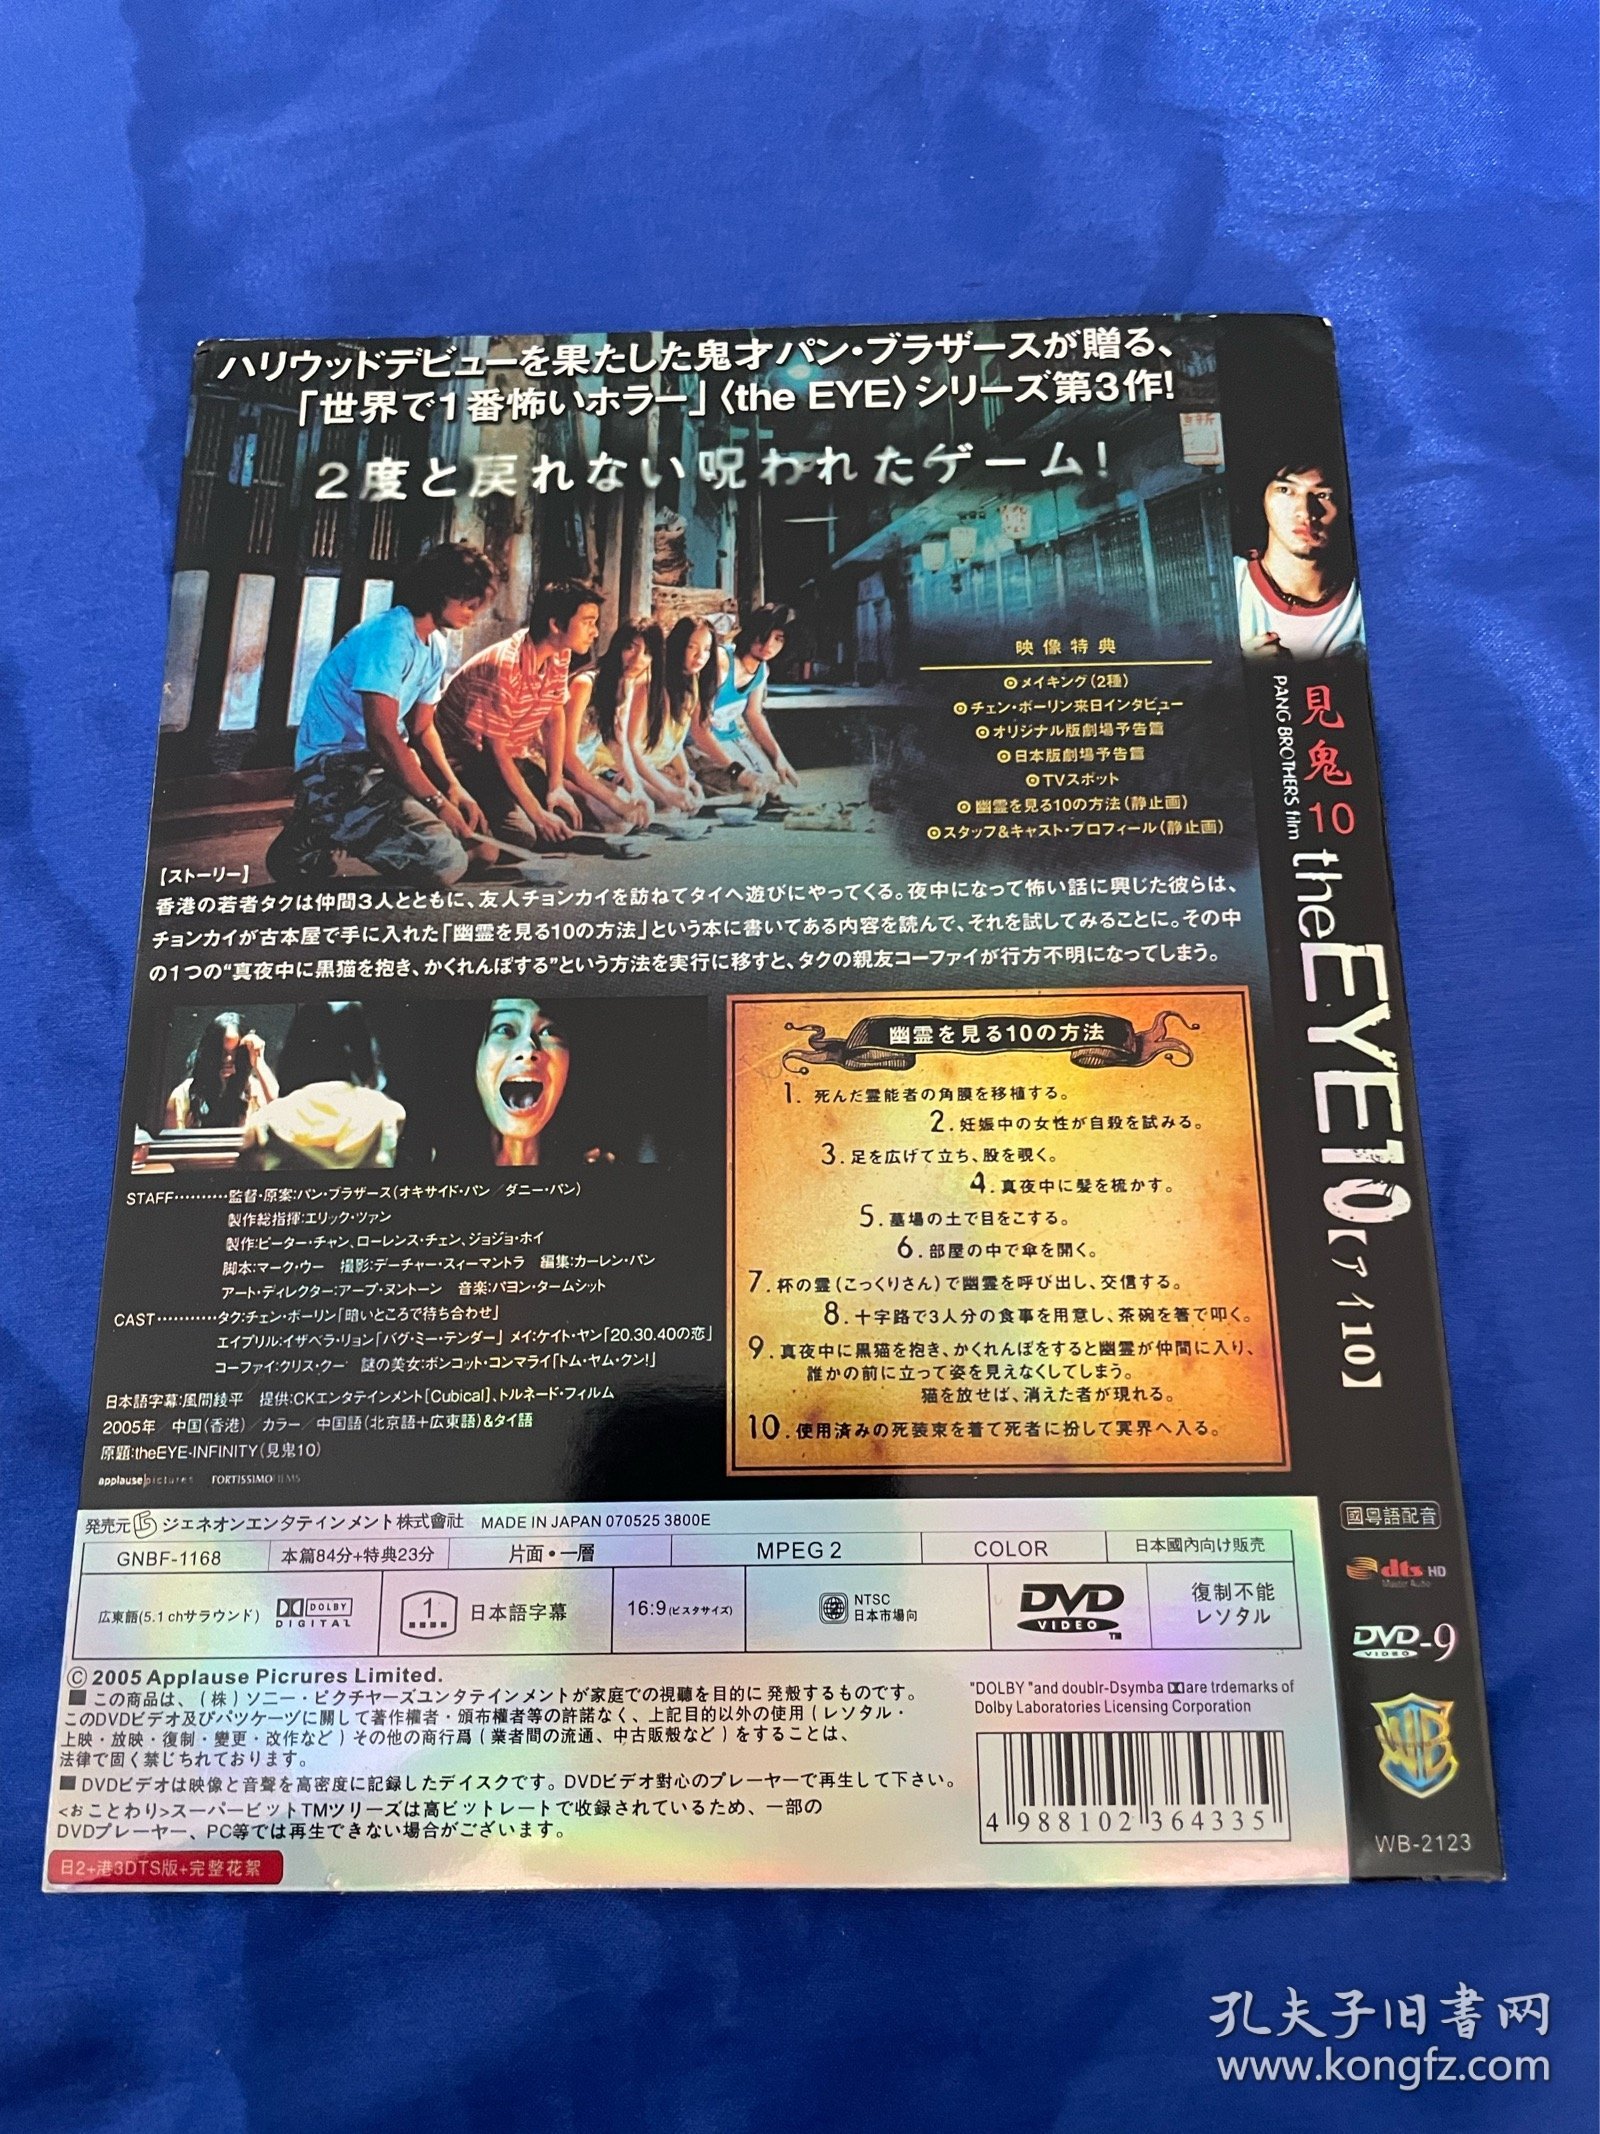 ハリウッドデビューを果たした鬼才パン・ブラザースが贈る、
「世界で1番怖いホラー」〈the EYE〉シリーズ第3作!
2度と戻れない呪われたゲーム!
映像特典
メイキング(2種)
チェン・ボーリン来日インタビュー
オリジナル版劇場予告篇
日本版劇場予告篇
TVスポット
幽霊を見る10の方法(静止画)
スタッフ&キャスト・プロフィール(静止画)
【ストーリー】
香港の若者タクは仲間3人とともに、友人チョンカイを訪ねてタイへ遊びにやってくる。夜中になって怖い話に興じた彼らは、
チョンカイが古本屋で手に入れた「幽霊を見る10の方法」という本に書いてある内容を読んで、それを試してみることに。その中
の1つの“真夜中に黒猫を抱き、かくれんぼする”という方法を実行に移すと、タクの親友コーファイが行方不明になってしまう。
幽霊を見る10の方法
1. 死んだ霊能者の角膜を移植する。
2. 妊娠中の女性が自殺を試みる。
3. 足を広げて立ち、股を覗く。
4. 真夜中に髪を梳かす。
5. 墓場の土で目をこする。
6. 部屋の中で傘を開く。
7. 杯の霊(こっくりさん)で幽霊を呼び出し、交信する。
8. 十字路で3人分の食事を用意し、茶碗を箸で叩く。
9. 真夜中に黒猫を抱き、かくれんぼをすると幽霊が仲間に入り、
誰かの前に立って姿を見えなくしてしまう。
猫を放せば、消えた者が現れる。
10. 使用済みの死装束を着て死者に扮して冥界へ入る。
STAFF..........監督・原案:パン・ブラザース(オキサイド・パン/ダニー・パン)
製作総指揮:エリック・ツァン
製作:ピーター・チャン、ローレンス・チェン、ジョジョ・ホイ
脚本:マーク・ウー 撮影:デーチャー・スィーマントラ 編集:カーレン・パン
アート・ディレクター:アープ・ヌントーン 音楽:パヨン・タームシット
CAST...........タク:チェン・ボーリン「暗いところで待ち合わせ」
エイプリル:イザベラ・リョン「バグ・ミー・テンダー」 メイ:ケイト・ヤン「20.30.40の恋」
コーファイ:クリス・クー 謎の美女:ボンコット・コンマライ「トム・ヤム・クン!」
日本語字幕:風間綾平 提供:CKエンタテインメント[Cubical]、トルネード・フィルム
2005年/中国(香港)/カラー/中国語(北京語+広東語)&タイ語
原題:theEYE-INFINITY(見鬼10)
applause pictures FORTISSIMO FILMS
発売元 ジェネオンエンタテインメント株式會社 MADE IN JAPAN 070525 3800E
GNBF-1168 本篇84分+特典23分 片面・一層 MPEG 2 COLOR 日本國內向け販売
広東語(5.1chサラウンド) DOLBY DIGITAL 1 日本語字幕 16:9(ビスタサイズ) 2 NTSC 日本市場向 DVD VIDEO TM 復制不能 レソタル
© 2005 Applause Picrures Limited.
■この商品は、(株)ソニー・ピクチヤーズユンタテインメントが家庭での視聽を目的に発殻するものです。
このDVDビデオ及びパツケーヅに關して著作權者・頒布權者等の許諾なく、上記目的以外の使用(レソタル・
上映・放映・復制・變更・改作など)その他の商行爲(業者間の流通、中古販殻など)をすることは、
法律で固く禁じちれております。
■DVDビデオは映像と音聲を高密度に記録したデイスクです。DVDビデオ對心のプレーヤーで再生して下さい。
<ぉことわり>スーパービットTMツリーズは高ビットレートで收録されているため、一部の
DVDプレーヤー、PC等では再生できない場合がございます。
"DOLBY "and doublr-Dsymba are trdemarks of
Dolby Laboratories Licensing Corporation
4 988102 364335
日2+港3DTS版+完整花絮
見鬼10
PANG BROTHERS film
theEYE10【アイ10】
國粤語配音
dts HD
Master Audio
DVD-9
VIDEO
WB
WB-2123
孔夫子旧书网
www.kongfz.com